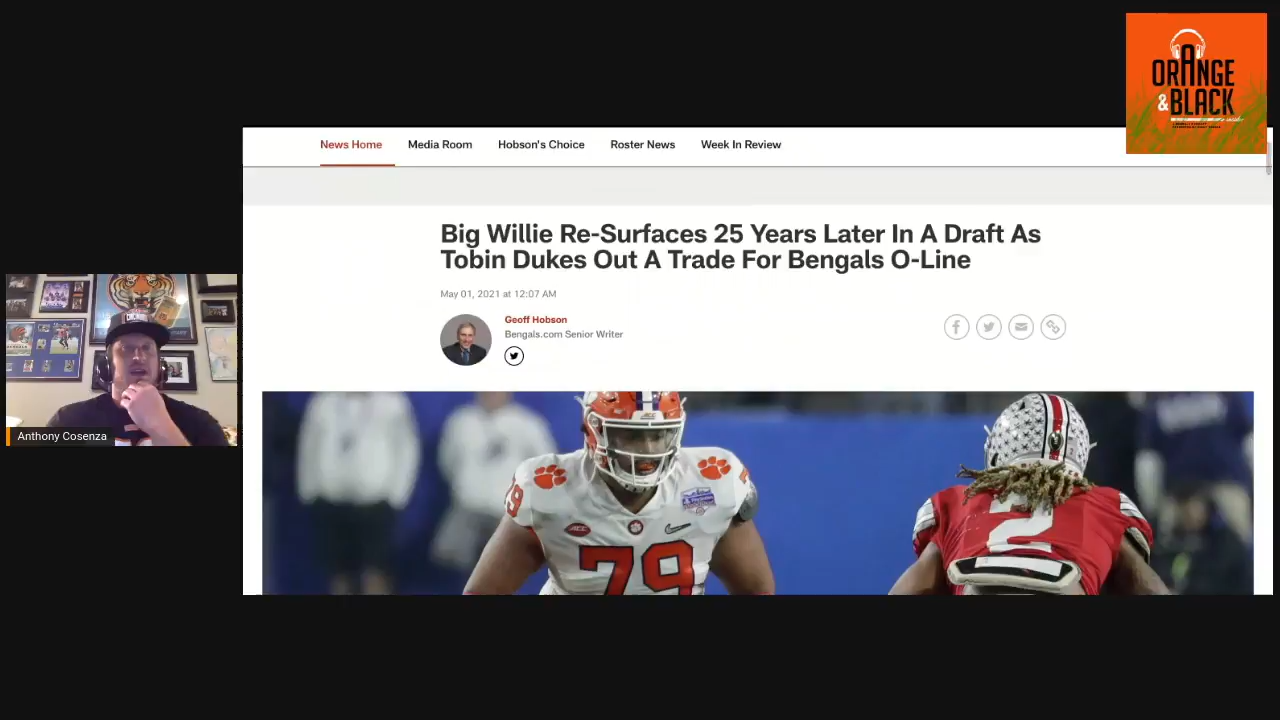 ORANGE
& BLACK
News Home Media Room Hobson's Choice Roster News Week In Review
Big Willie Re-Surfaces 25 Years Later In A Draft As
Tobin Dukes Out A Trade For Bengals O-Line
May 01, 2021 at 12:07 AM
Geoff Hobson
Bengals.com Senior Writer
Anthony Cosenza
ACC
79
ACC
79
2